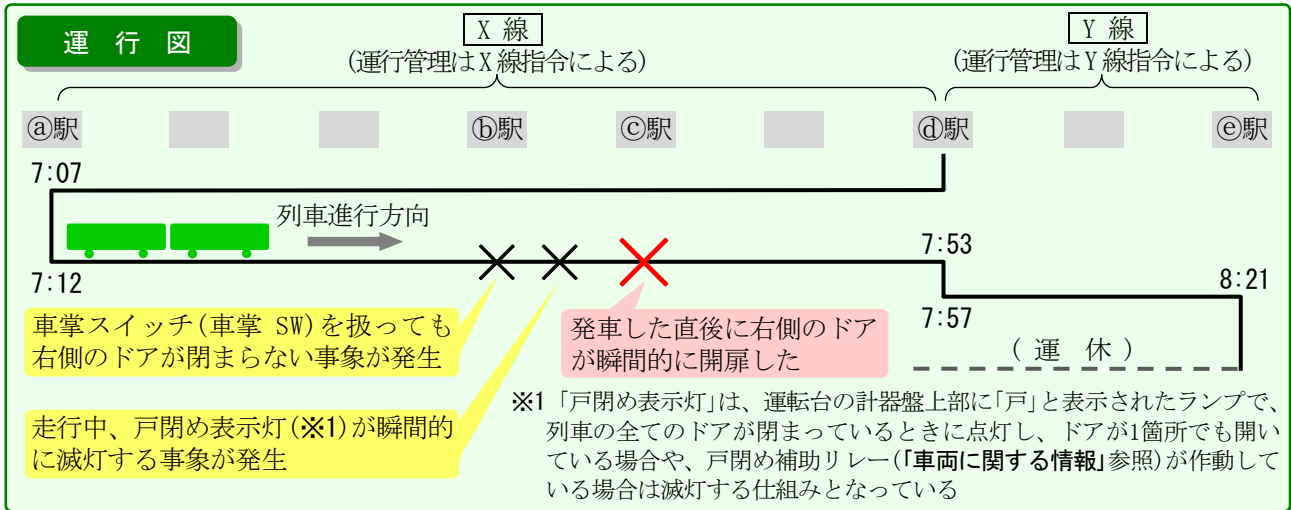 運 行 図
X 線
(運行管理はX線指令による)
Y 線
(運行管理はY線指令による)
ⓐ駅
ⓑ駅
ⓒ駅
ⓓ駅
ⓔ駅
7:07
列車進行方向
7:12
7:53
7:57
8:21
車掌スイッチ(車掌 SW)を扱っても
右側のドアが閉まらない事象が発生
発車した直後に右側のドア
が瞬間的に開扉した
(運 休)
走行中、戸閉め表示灯(※1)が瞬間的
に滅灯する事象が発生
※1 「戸閉め表示灯」は、運転台の計器盤上部に「戸」と表示されたランプで、
列車の全てのドアが閉まっているときに点灯し、ドアが1箇所でも開い
ている場合や、戸閉め補助リレー(「車両に関する情報」参照)が作動して
いる場合は滅灯する仕組みとなっている